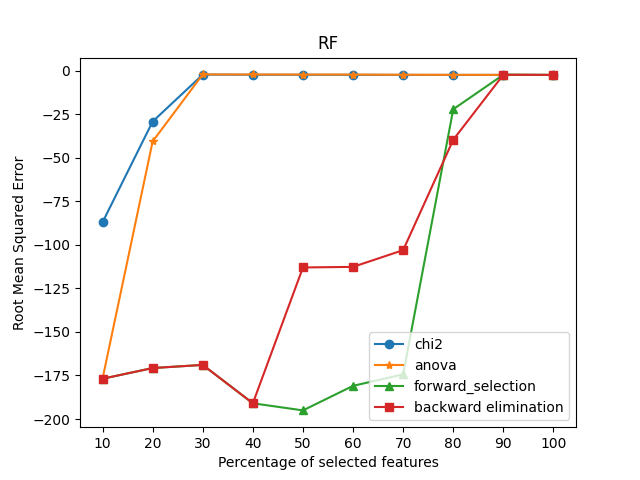 RF
Root Mean Squared Error
0
−25
−50
−75
−100
−125
−150
−175
−200
chi2
anova
forward_selection
backward elimination
10 20 30 40 50 60 70 80 90 100
Percentage of selected features